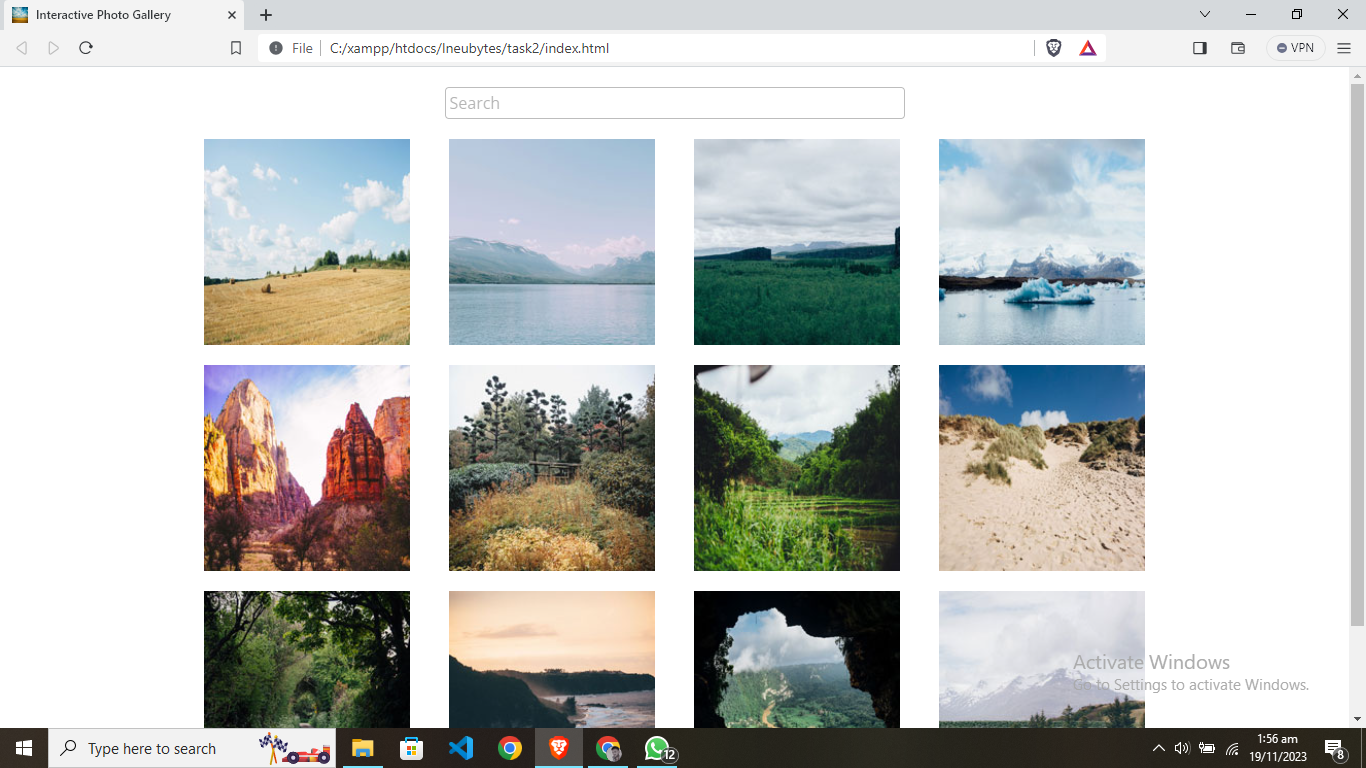 Interactive Photo Gallery
File
C:/xampp/htdocs/Ineubytes/task2/index.html
VPN
Search
Activate Windows
Go to Settings to activate Windows.
Type here to search
12
1:56 am
19/11/2023
8